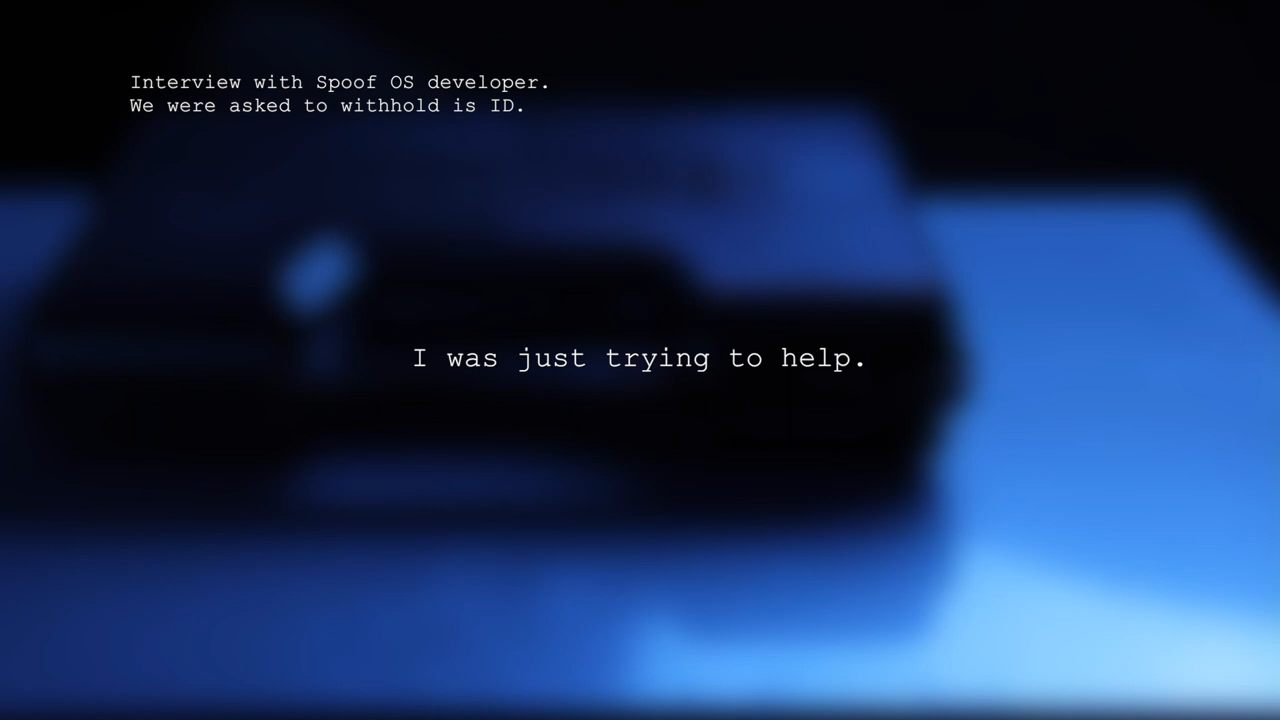 Interview with Spoof OS developer.
We were asked to withhold is ID.
I was just trying to help.